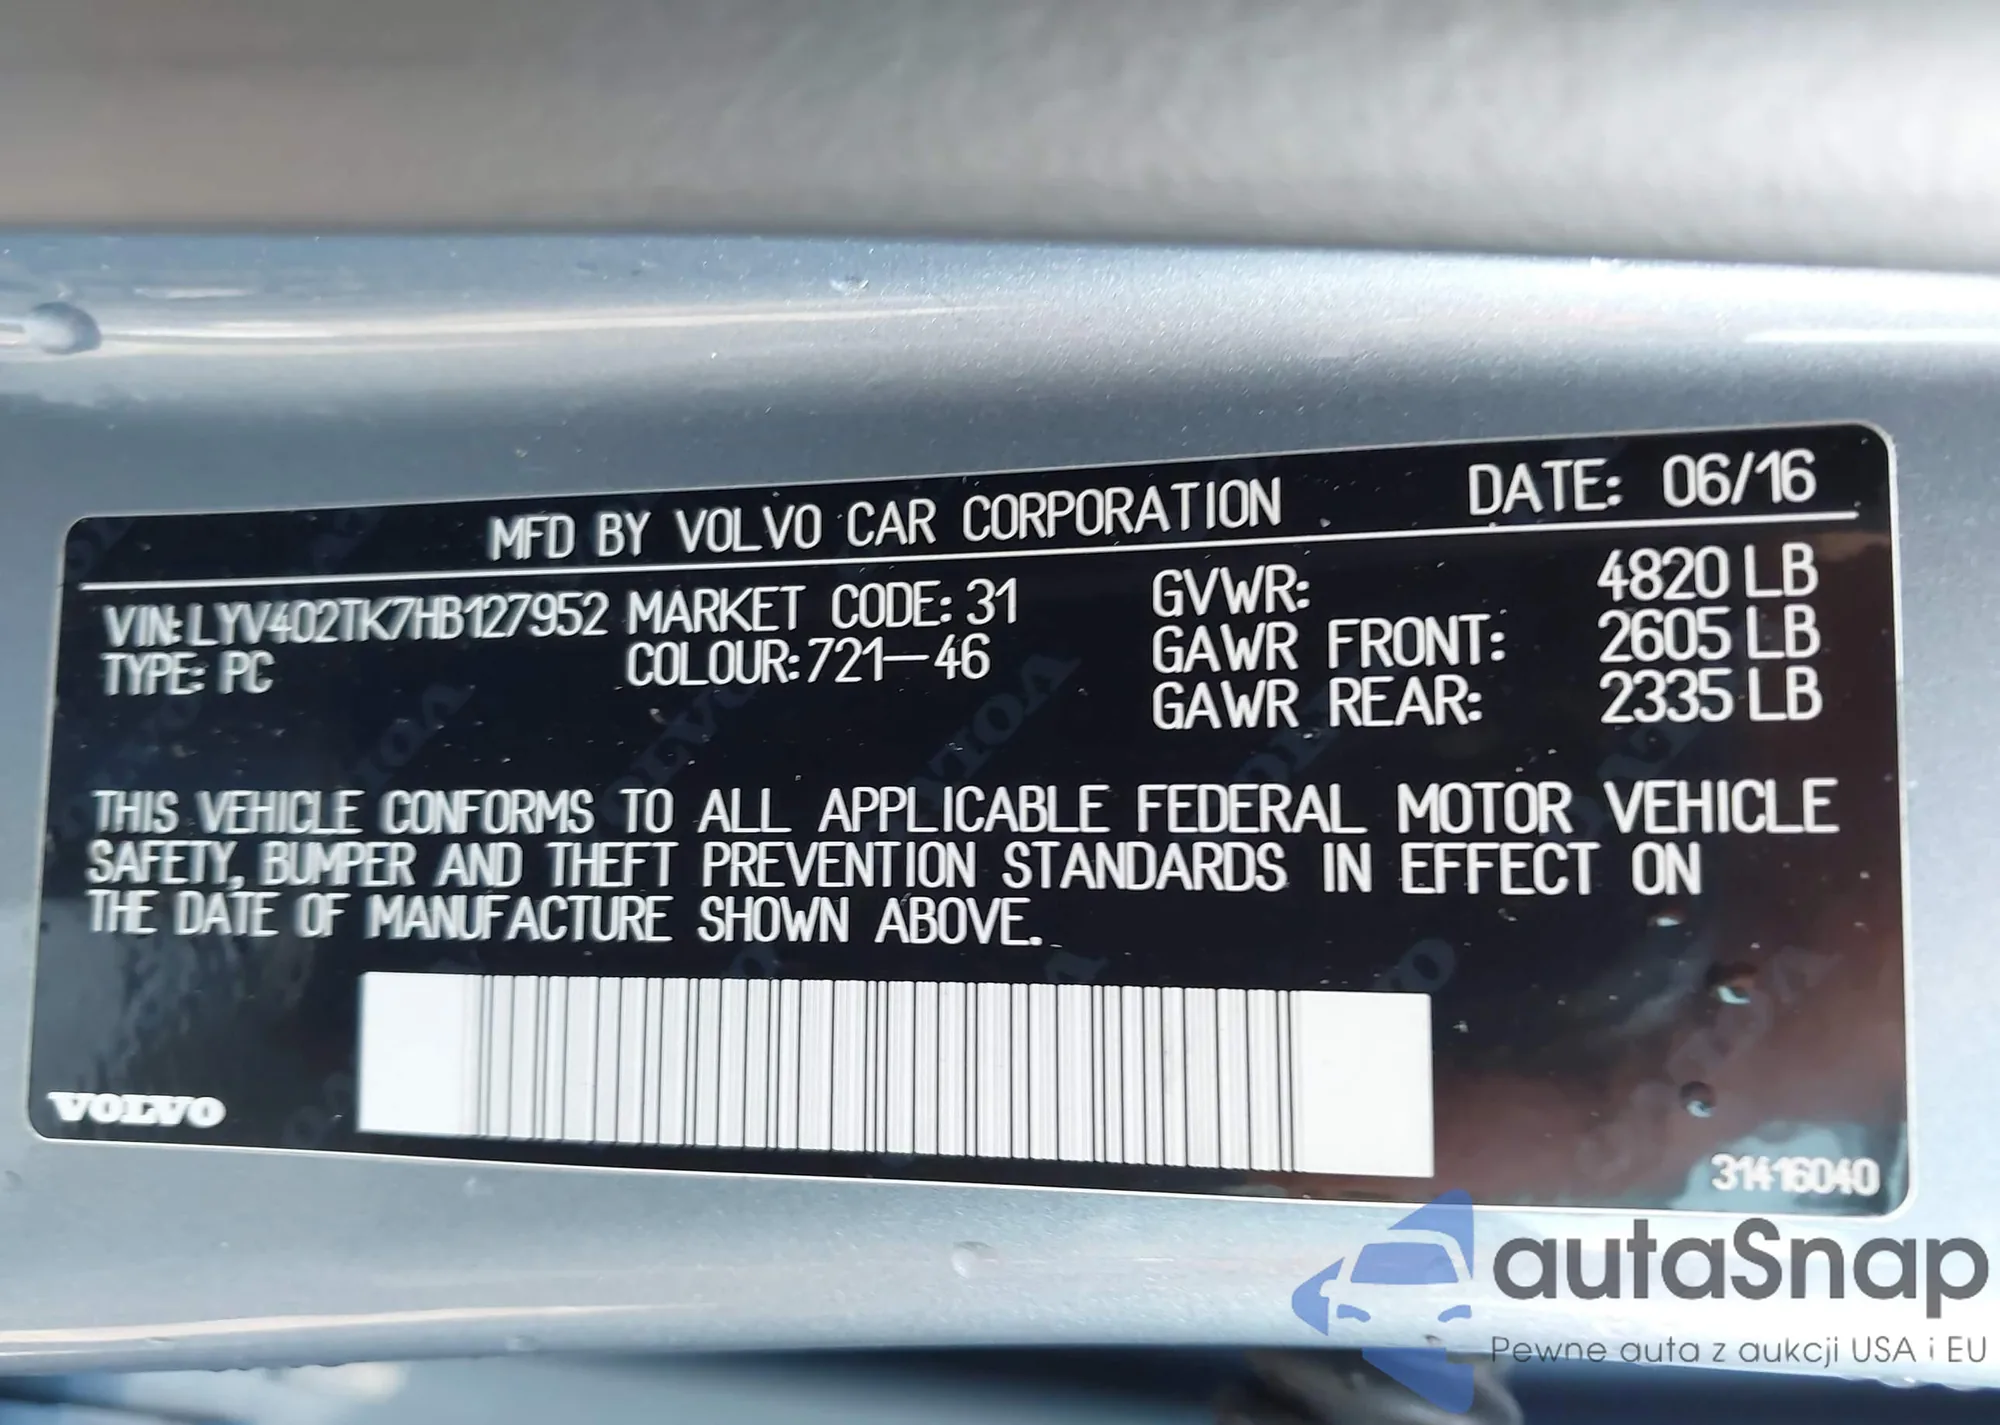 MFD BY VOLVO CAR CORPORATION DATE: 06/16
VIN: LYV402TK7HB127952 MARKET CODE: 31 GVWR: 4820 LB
TYPE: PC COLOUR: 721-46 GAWR FRONT: 2605 LB
GAWR REAR: 2335 LB
THIS VEHICLE CONFORMS TO ALL APPLICABLE FEDERAL MOTOR VEHICLE
SAFETY, BUMPER AND THEFT PREVENTION STANDARDS IN EFFECT ON
THE DATE OF MANUFACTURE SHOWN ABOVE.
VOLVO
31416040
autaSnap
Pewne auta z aukcji USA i EU